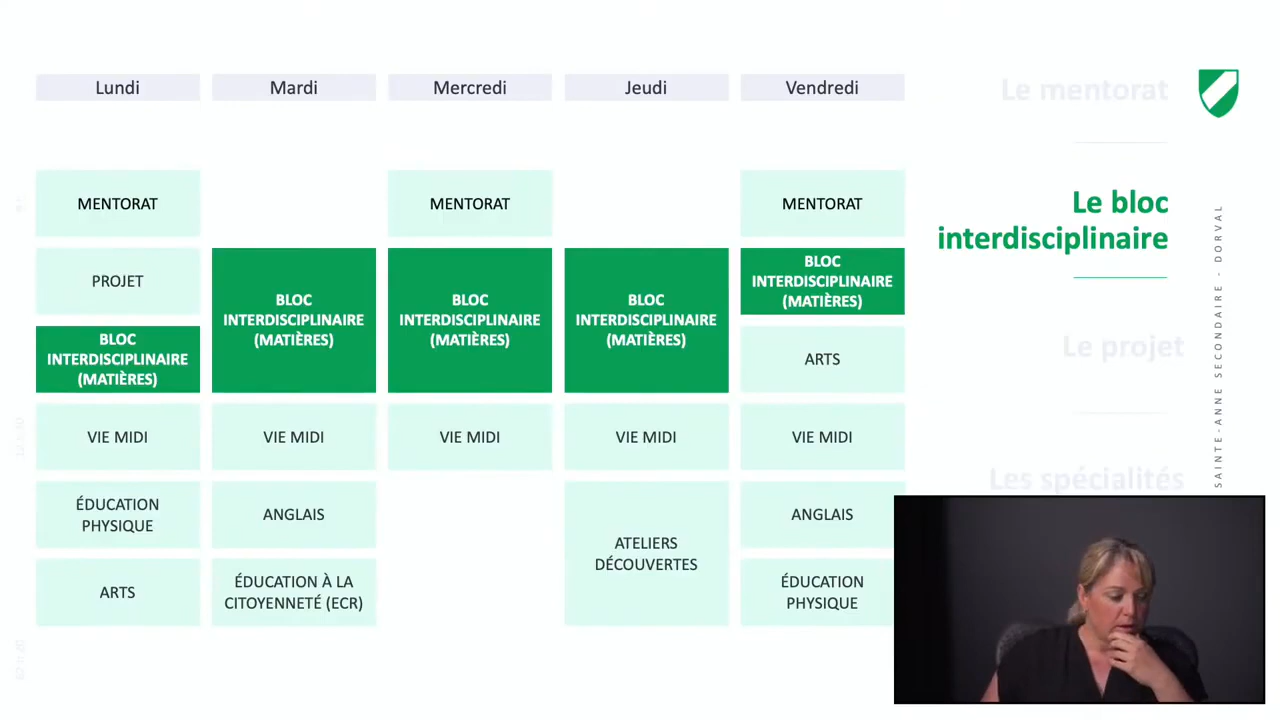 Lundi
Mardi
Mercredi
Jeudi
Vendredi
MENTORAT
MENTORAT
MENTORAT
PROJET
BLOC
INTERDISCIPLINAIRE
(MATIÈRES)
BLOC
INTERDISCIPLINAIRE
(MATIÈRES)
BLOC
INTERDISCIPLINAIRE
(MATIÈRES)
BLOC
INTERDISCIPLINAIRE
(MATIÈRES)
BLOC
INTERDISCIPLINAIRE
(MATIÈRES)
ARTS
VIE MIDI
VIE MIDI
VIE MIDI
VIE MIDI
VIE MIDI
ÉDUCATION
PHYSIQUE
ANGLAIS
ATELIERS
DÉCOUVERTES
ANGLAIS
ARTS
ÉDUCATION À LA
CITOYENNETÉ (ECR)
ÉDUCATION
PHYSIQUE
Le mentorat
Le bloc
interdisciplinaire
Le projet
Les spécialités
SAINTE-ANNE SECONDAIRE - DORVAL